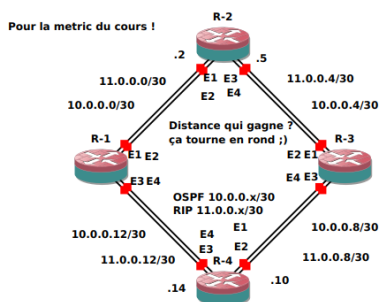 Pour la metric du cours !
R-2
.2
.5
E1 E3
E2 E4
11.0.0.0/30
11.0.0.4/30
10.0.0.0/30
10.0.0.4/30
Distance qui gagne ?
ça tourne en rond ;)
R-1
R-3
E1 E2
E2 E1
E3 E4
E4 E3
OSPF 10.0.0.x/30
RIP 11.0.0.x/30
10.0.0.12/30
10.0.0.8/30
E4
E1
E3
E2
11.0.0.12/30
11.0.0.8/30
R-4
.14
.10